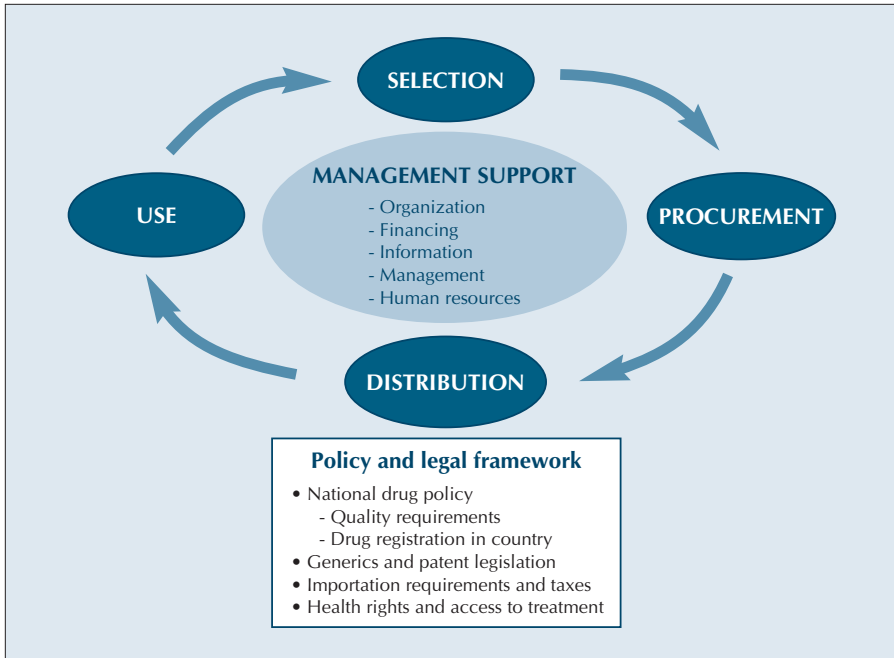 SELECTION
MANAGEMENT SUPPORT
- Organization
- Financing
- Information
- Management
- Human resources
USE
PROCUREMENT
DISTRIBUTION
Policy and legal framework
• National drug policy
- Quality requirements
- Drug registration in country
• Generics and patent legislation
• Importation requirements and taxes
• Health rights and access to treatment